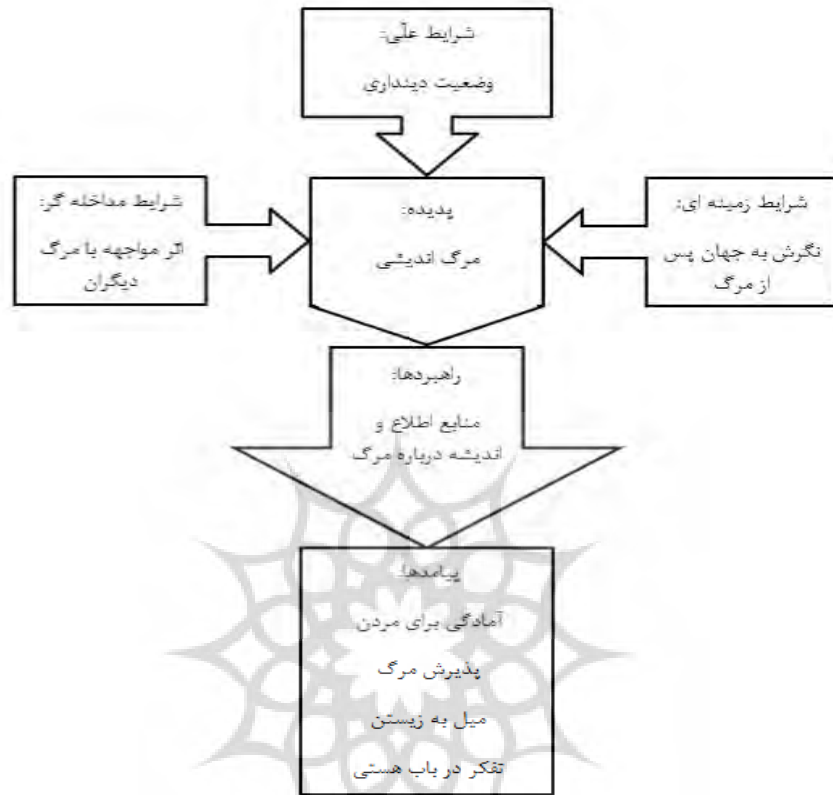 شرایط علّی:
وضعیت دینداری
شرایط زمینه ای:
نگرش به جهان پس
از مرگ
پدیده:
مرگ اندیشی
شرایط مداخله گر:
اثر مواجهه با مرگ
دیگران
راهبردها:
منابع اطلاع و
اندیشه درباره مرگ
پیامدها:
آمادگی برای مردن
پذیرش مرگ
میل به زیستن
تفکر در باب هستی